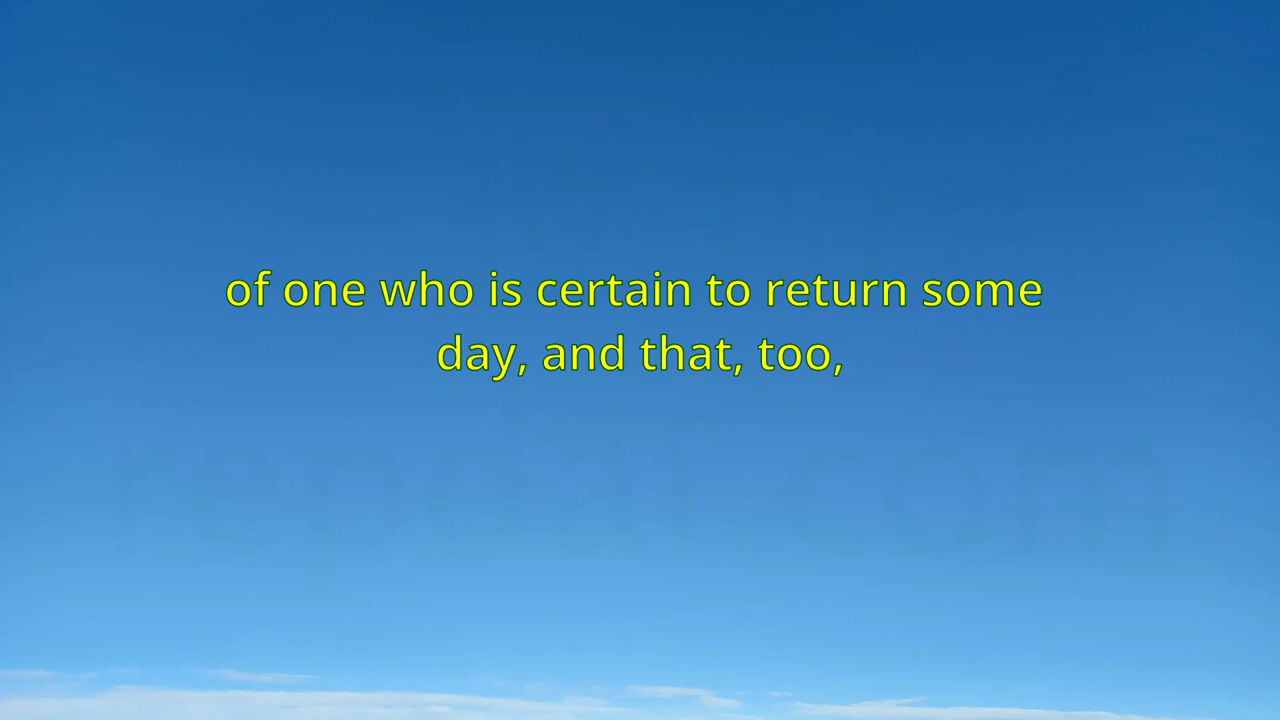 of one who is certain to return some
day, and that, too,